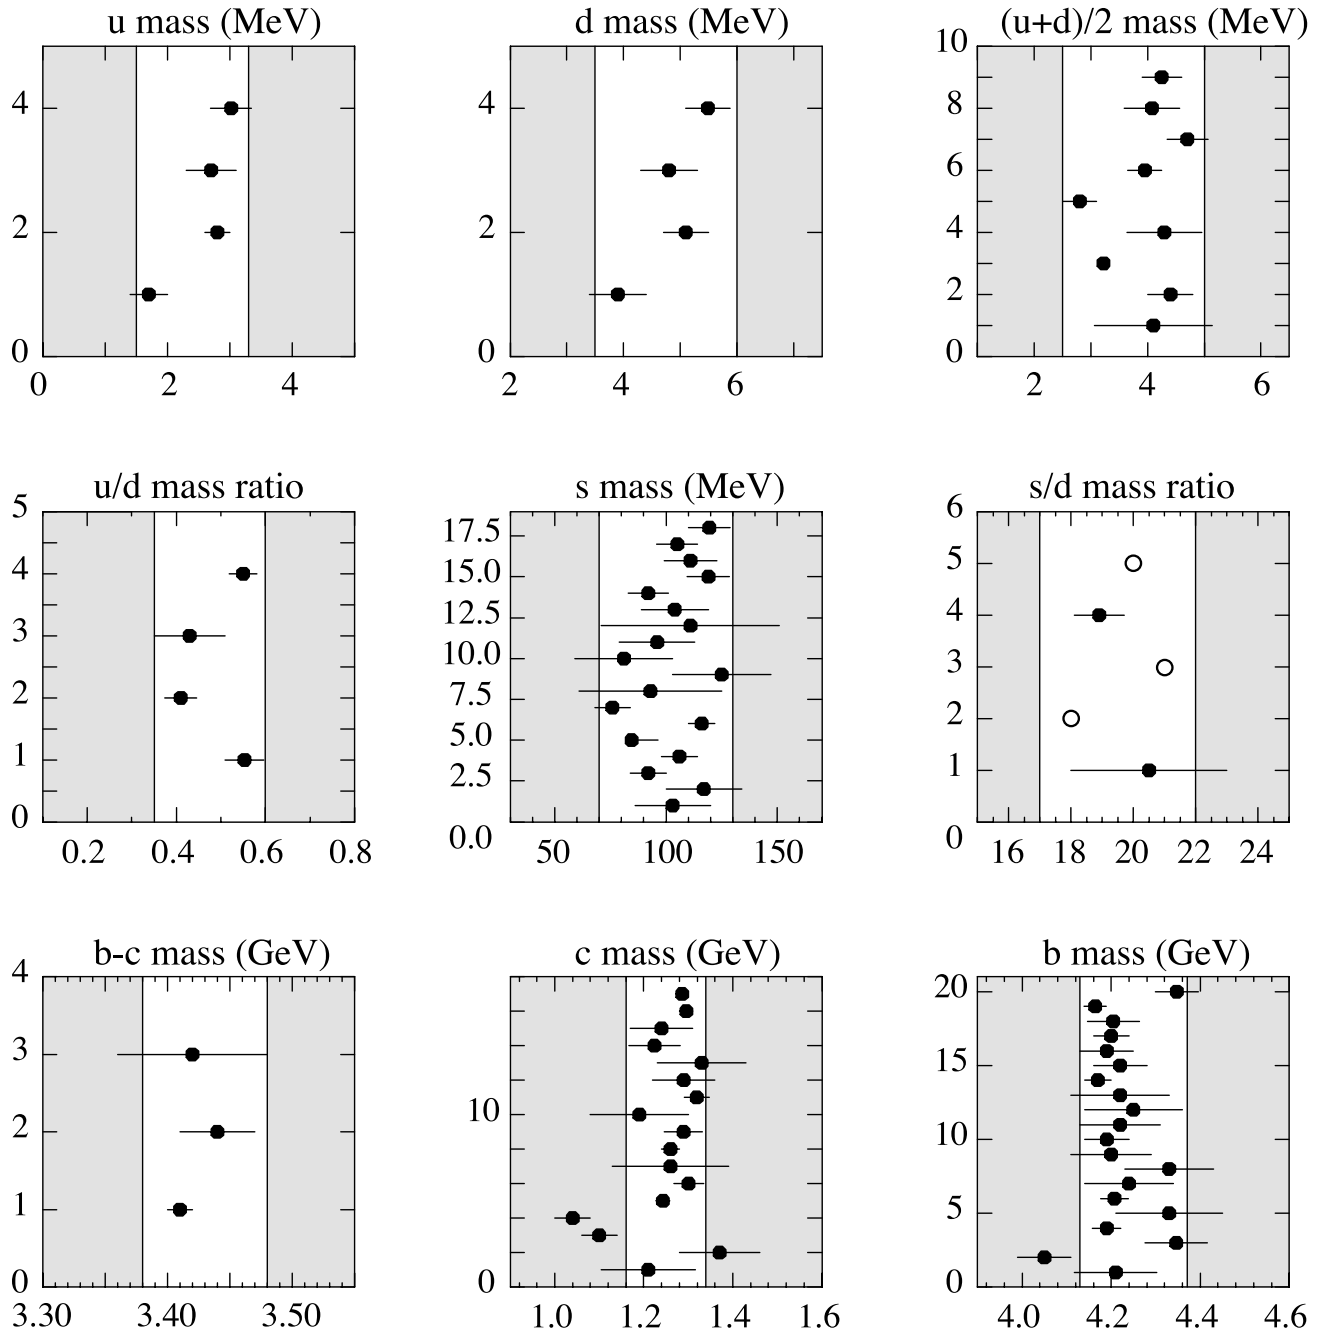 u mass (MeV)
d mass (MeV)
(u+d)/2 mass (MeV)
4
2
0
0 2 4
4
2
0
2 4 6
10
8
6
4
2
0
2 4 6
u/d mass ratio
s mass (MeV)
s/d mass ratio
5
4
3
2
1
0
0.2 0.4 0.6 0.8
17.5
15.0
12.5
10.0
7.5
5.0
2.5
0.0
50 100 150
6
5
4
3
2
1
0
16 18 20 22 24
b-c mass (GeV)
c mass (GeV)
b mass (GeV)
4
3
2
1
0
3.30 3.40 3.50
10
0
1.0 1.2 1.4 1.6
20
15
10
5
0
4.0 4.2 4.4 4.6